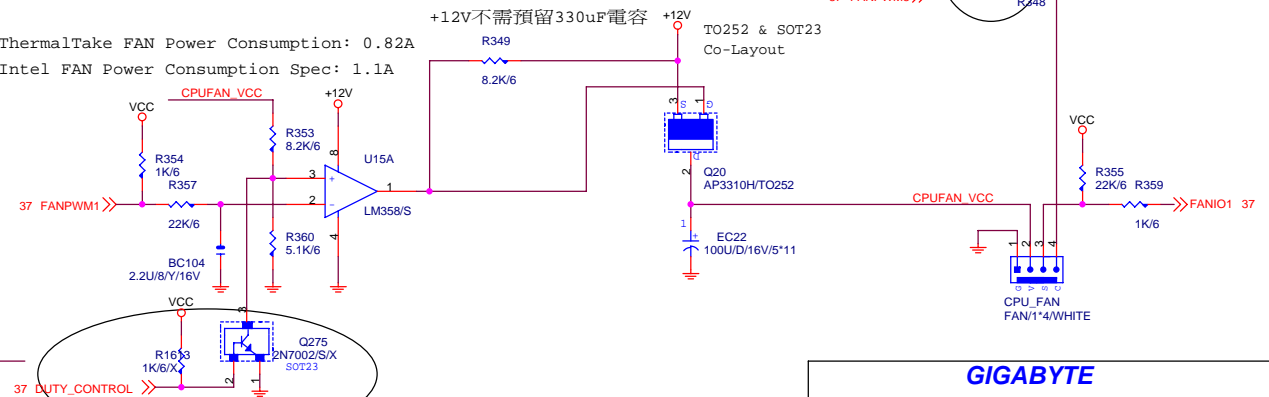 +12V不需預留330uF電容
+12V
R348
ThermalTake FAN Power Consumption: 0.82A
Intel FAN Power Consumption Spec: 1.1A
TO252 & SOT23
Co-Layout
R349
8.2K/6
CPUFAN_VCC
+12V
VCC
R353
8.2K/6
R354
1K/6
R357
22K/6
37 FANPWM1
U15A
LM358/S
8
3
+
2
-
1
4
R360
5.1K/6
BC104
2.2U/8/Y/16V
3
S
1
G
D
2
Q20
AP3310H/TO252
CPUFAN_VCC
1
+
EC22
100U/D/16V/5*11
VCC
R355
22K/6
R359
1K/6
FANIO1 37
1
2
3
4
G
V
S
C
CPU_FAN
FAN/1*4/WHITE
VCC
R1613
1K/6/X
3
2
1
Q275
2N7002/S/X
SOT23
37 DUTY_CONTROL
GIGABYTE